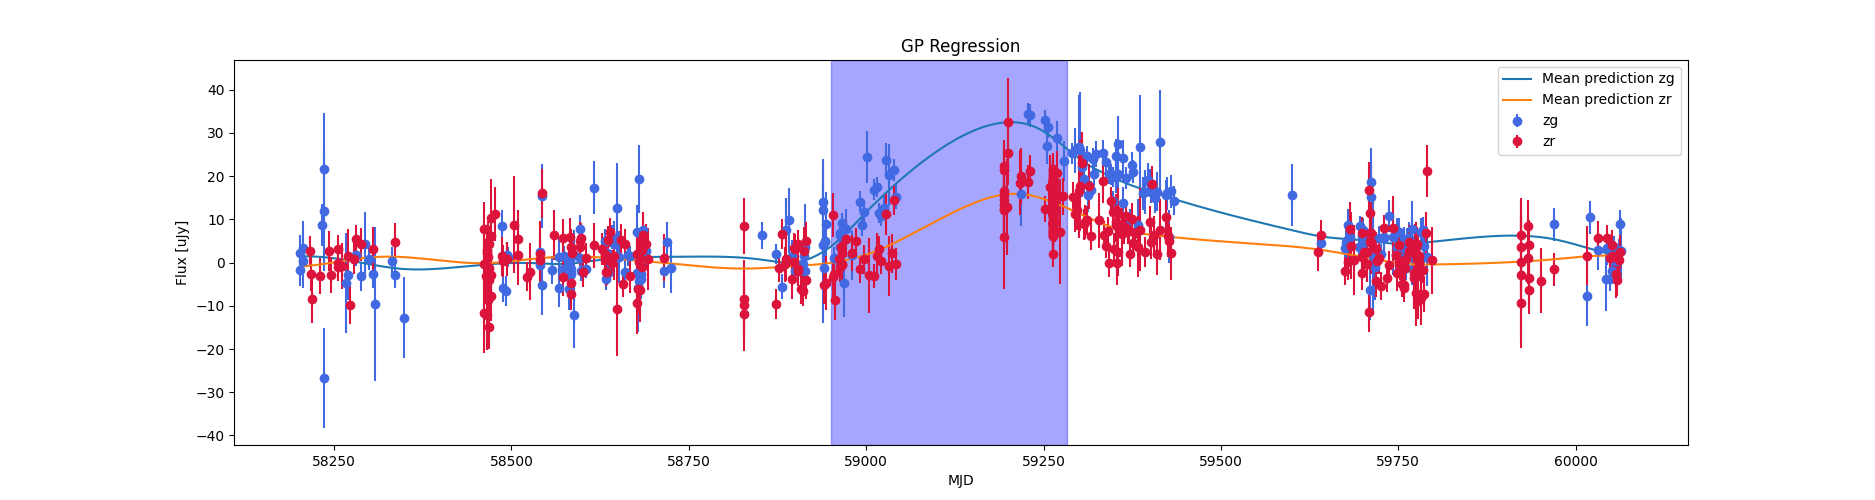 GP Regression
Flux [uJy]
40
30
20
10
0
−10
−20
−30
−40
Mean prediction zg
Mean prediction zr
zg
zr
58250 58500 58750 59000 59250 59500 59750 60000
MJD